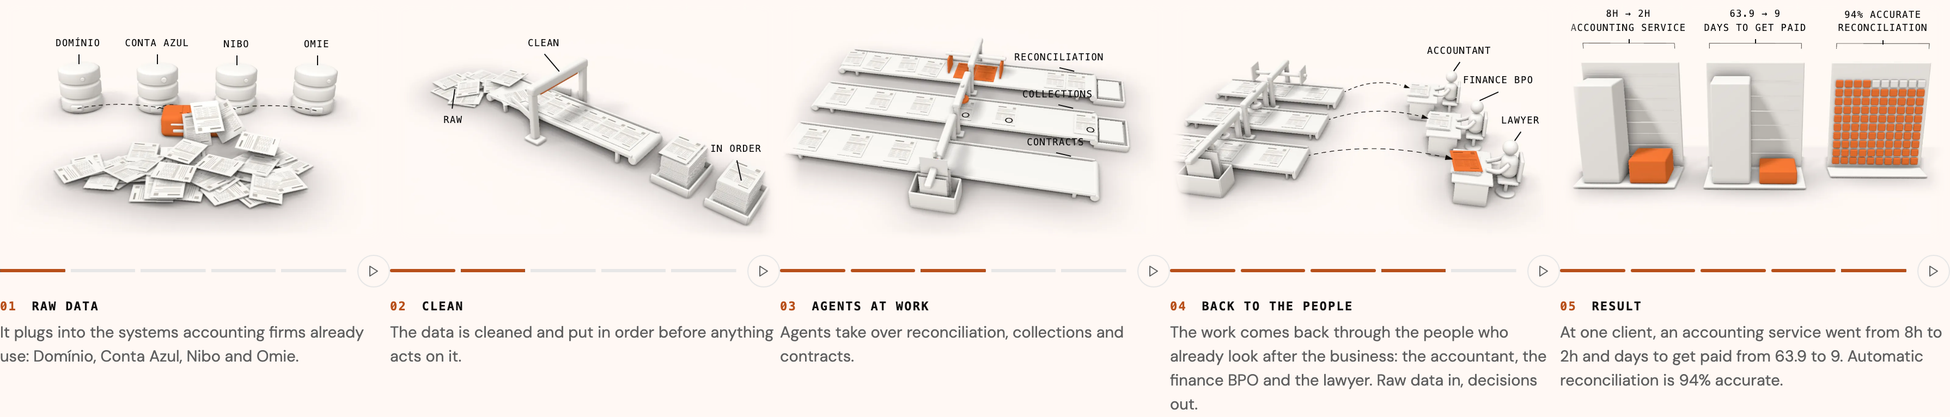 DOMÍNIO
CONTA AZUL
NIBO
OMIE
01 RAW DATA
It plugs into the systems accounting firms already
use: Domínio, Conta Azul, Nibo and Omie.
CLEAN
RAW
IN ORDER
02 CLEAN
The data is cleaned and put in order before anything
acts on it.
RECONCILIATION
COLLECTIONS
CONTRACTS
03 AGENTS AT WORK
Agents take over reconciliation, collections and
contracts.
ACCOUNTANT
FINANCE BPO
LAWYER
04 BACK TO THE PEOPLE
The work comes back through the people who
already look after the business: the accountant, the
finance BPO and the lawyer. Raw data in, decisions
out.
8H → 2H
ACCOUNTING SERVICE
63.9 → 9
DAYS TO GET PAID
94% ACCURATE
RECONCILIATION
05 RESULT
At one client, an accounting service went from 8h to
2h and days to get paid from 63.9 to 9. Automatic
reconciliation is 94% accurate.